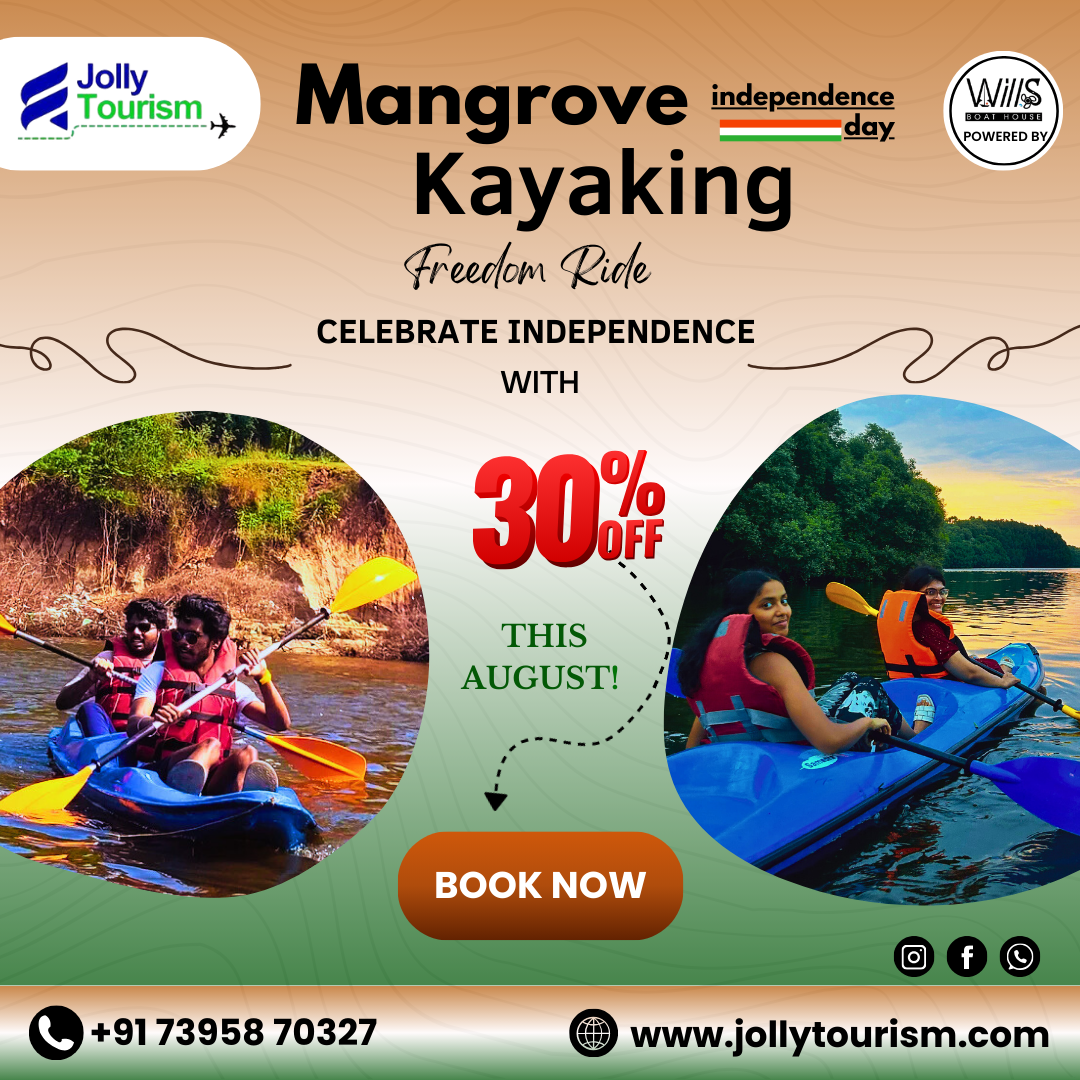 Jolly
Tourism
Mangrove
Kayaking
independence
day
Wills
BOAT HOUSE
POWERED BY
Freedom Ride
CELEBRATE INDEPENDENCE
WITH
30%
OFF
THIS
AUGUST!
BOOK NOW
+91 73958 70327
www.jollytourism.com